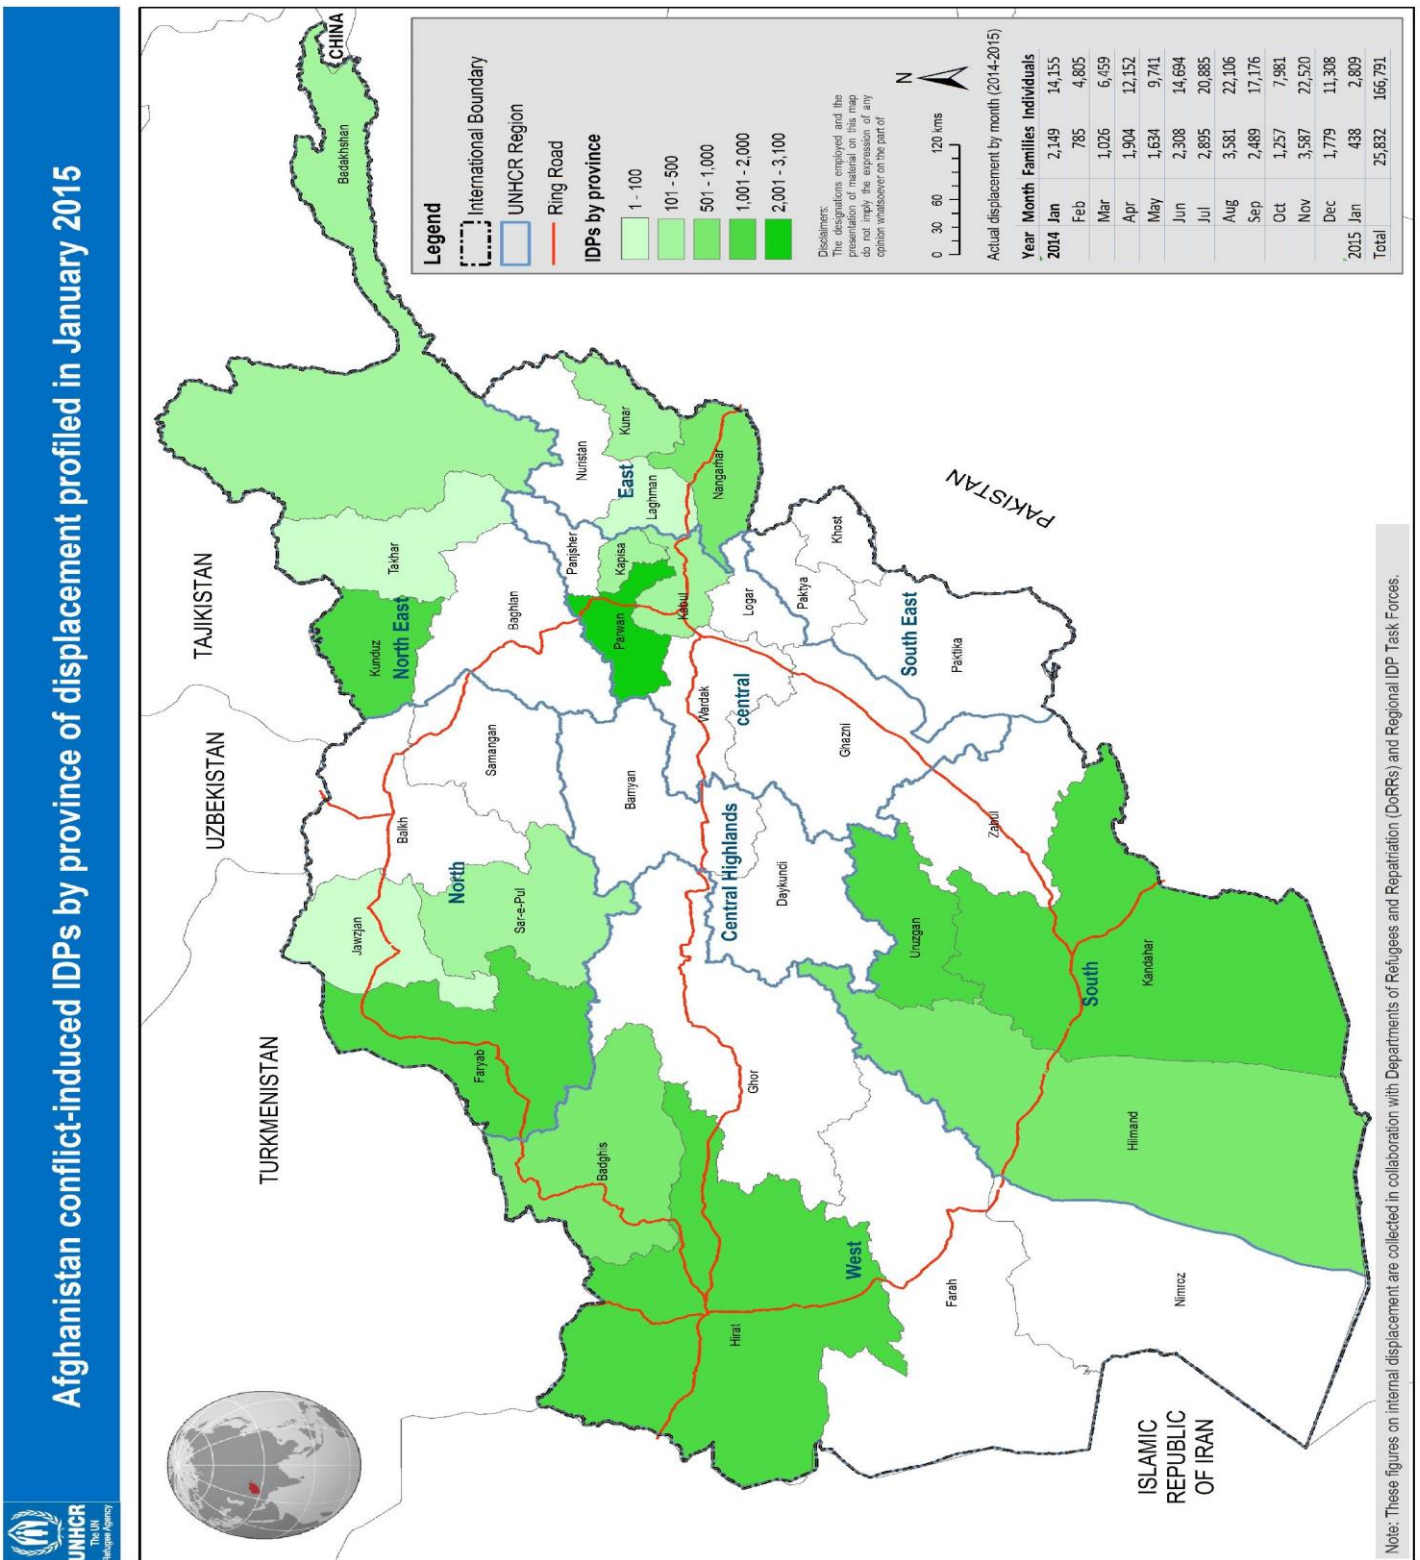 UNHCR
The UN
Refugee Agency
Afghanistan conflict-induced IDPs by province of displacement profiled in January 2015
TURKMENISTAN
UZBEKISTAN
TAJIKISTAN
CHINA
PAKISTAN
ISLAMIC
REPUBLIC
OF IRAN
Badakhshan
Takhar
Kunduz
North East
Baghlan
Balkh
Samangan
North
Jawzjan
Sar-e-Pul
Faryab
Badghis
Hirat
West
Ghor
Farah
Nimroz
Hilmand
Kandahar
South
Uruzgan
Zabul
Daykundi
Central Highlands
Bamyan
Wardak
central
Ghazni
Parwan
Kapisa
Panjsher
Kabul
Logar
Nuristan
Kunar
East
Laghman
Nangarhar
Paktya
Khost
South East
Paktika
Legend
International Boundary
UNHCR Region
Ring Road
IDPs by province
1 - 100
101 - 500
501 - 1,000
1,001 - 2,000
2,001 - 3,100
Disclaimers:
The designations employed and the
presentation of material on this map
do not imply the expression of any
opinion whatsoever on the part of
N
0 30 60 120 kms
Actual displacement by month (2014-2015)
Year Month Families Individuals
2014 Jan 2,149 14,155
Feb 785 4,805
Mar 1,026 6,459
Apr 1,904 12,152
May 1,634 9,741
Jun 2,308 14,694
Jul 2,895 20,885
Aug 3,581 22,106
Sep 2,489 17,176
Oct 1,257 7,981
Nov 3,587 22,520
Dec 1,779 11,308
2015 Jan 438 2,809
Total 25,832 166,791
Note: These figures on internal displacement are collected in collaboration with Departments of Refugees and Repatriation (DoRRs) and Regional IDP Task Forces.